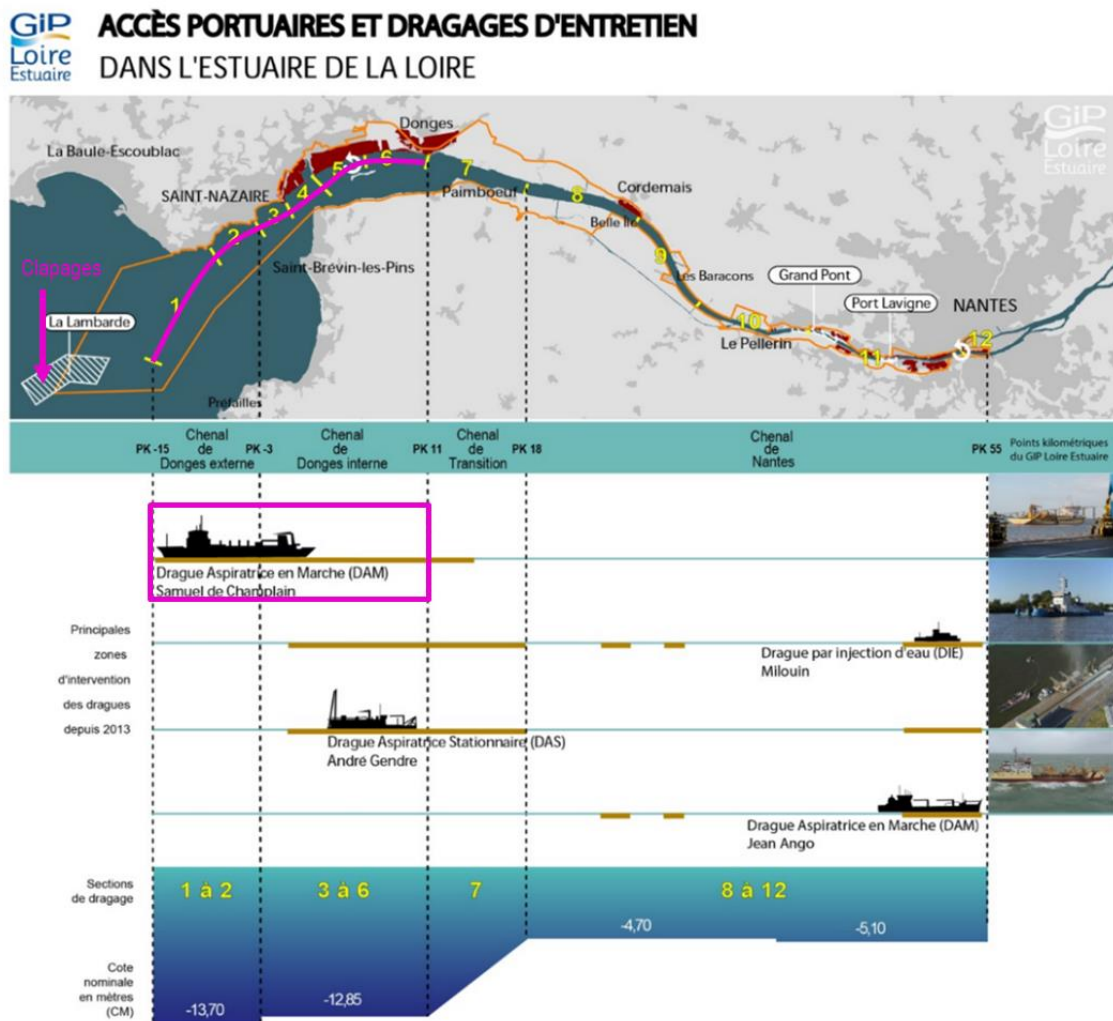 GiP
Loire
Estuaire
ACCÈS PORTUAIRES ET DRAGAGES D'ENTRETIEN
DANS L'ESTUAIRE DE LA LOIRE
GiP
Loire
Estuaire
La Baule-Escoublac
Donges
SAINT-NAZAIRE
Paimboeuf
Cordemais
Belle Ile
Clapages
La Lambarde
Saint-Brévin-les-Pins
Les Baracons
Grand Pont
Port Lavigne
NANTES
Le Pellerin
Préfailles
1
2
3
4
5
6
7
8
9
10
11
12
PK -15
Chenal
de
Donges externe
PK -3
Chenal
de
Donges interne
PK 11
Chenal
de
Transition
PK 18
Chenal
de
Nantes
PK 55
Points kilométriques
du GIP Loire Estuaire
Drague Aspiratrice en Marche (DAM)
Samuel de Champlain
Principales
zones
d'intervention
des dragues
depuis 2013
Drague par injection d'eau (DIE)
Milouin
Drague Aspiratrice Stationnaire (DAS)
André Gendre
Drague Aspiratrice en Marche (DAM)
Jean Ango
Sections
de dragage
1 à 2
3 à 6
7
8 à 12
-4,70
-5,10
Cote
nominale
en mètres
(CM)
-13,70
-12,85